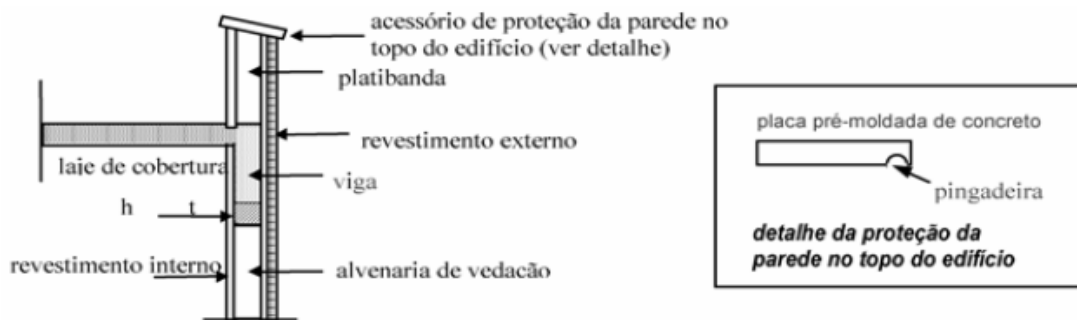 acessório de proteção da parede no
topo do edifício (ver detalhe)
platibanda
revestimento externo
laie de cobertura
viga
h t
revestimento interno
alvenaria de vedacão
placa pré-moldada de concreto
pingadeira
detalhe da proteção da
parede no topo do edifício